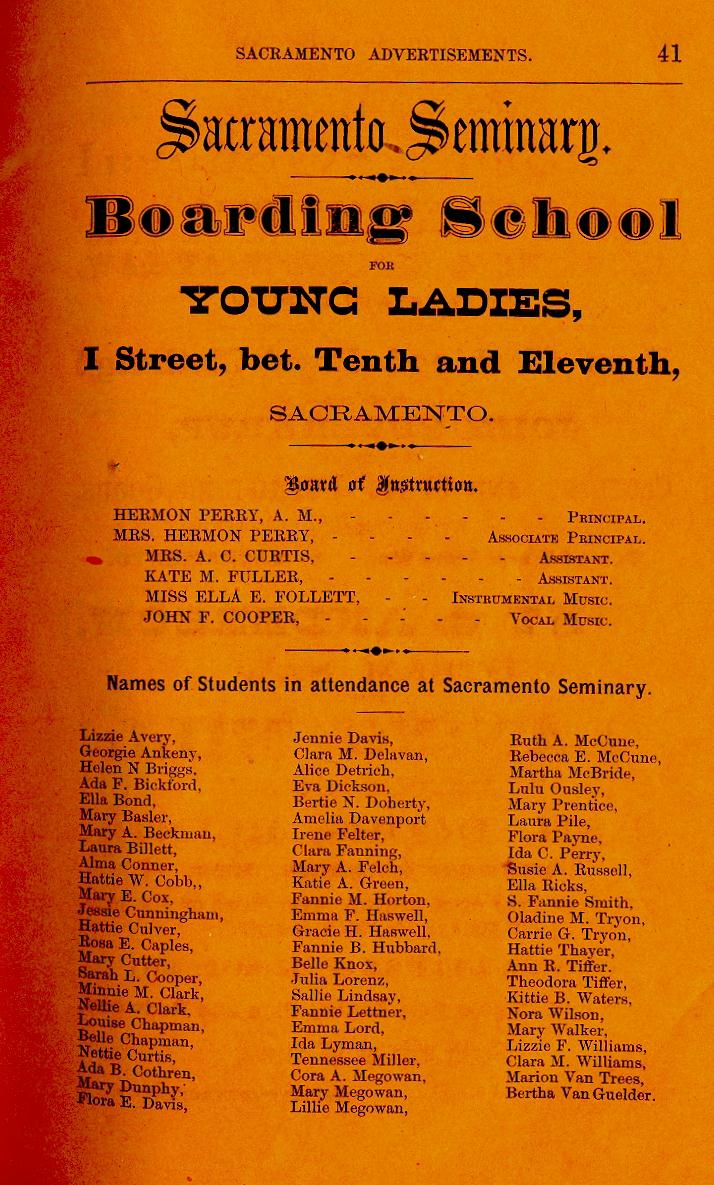 SACRAMENTO ADVERTISEMENTS. 41
Sacramento Seminary.
Boarding School
FOR
YOUNG LADIES,
I Street, bet. Tenth and Eleventh,
SACRAMENTO.
Board of Instruction.
HERMON PERRY, A. M., - - - - - - PRINCIPAL.
MRS. HERMON PERRY, - - - - ASSOCIATE PRINCIPAL.
MRS. A. C. CURTIS, - - - - - ASSISTANT.
KATE M. FULLER, - - - - - - ASSISTANT.
MISS ELLA E. FOLLETT, - - INSTRUMENTAL MUSIC.
JOHN F. COOPER, - - - - - VOCAL MUSIC.
Names of Students in attendance at Sacramento Seminary.
Lizzie Avery,
Georgie Ankeny,
Helen N Briggs,
Ada F. Bickford,
Ella Bond,
Mary Basler,
Mary A. Beckman,
Laura Billett,
Alma Conner,
Hattie W. Cobb,,
Mary E. Cox,
Jessie Cunningham,
Hattie Culver,
Rosa E. Caples,
Mary Cutter,
Sarah L. Cooper,
Minnie M. Clark,
Nellie A. Clark,
Louise Chapman,
Belle Chapman,
Nettie Curtis,
Ada B. Cothren,
Mary Dunphy,
Flora E. Davis,
Jennie Davis,
Clara M. Delavan,
Alice Detrich,
Eva Dickson,
Bertie N. Doherty,
Amelia Davenport
Irene Felter,
Clara Fanning,
Mary A. Felch,
Katie A. Green,
Fannie M. Horton,
Emma F. Haswell,
Gracie H. Haswell,
Fannie B. Hubbard,
Belle Knox,
Julia Lorenz,
Sallie Lindsay,
Fannie Lettner,
Emma Lord,
Ida Lyman,
Tennessee Miller,
Cora A. Megowan,
Mary Megowan,
Lillie Megowan,
Ruth A. McCune,
Rebecca E. McCune,
Martha McBride,
Lulu Ousley,
Mary Prentice,
Laura Pile,
Flora Payne,
Ida C. Perry,
Susie A. Russell,
Ella Ricks,
S. Fannie Smith,
Oladine M. Tryon,
Carrie G. Tryon,
Hattie Thayer,
Ann R. Tiffer.
Theodora Tiffer,
Kittie B. Waters,
Nora Wilson,
Mary Walker,
Lizzie F. Williams,
Clara M. Williams,
Marion Van Trees,
Bertha Van Guelder.